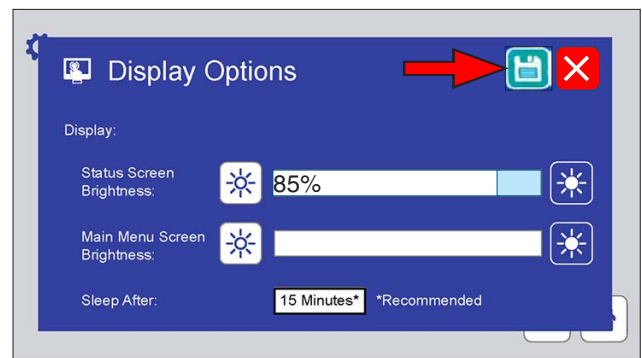 Display Options
Display:
Status Screen
Brightness:
85%
Main Menu Screen
Brightness:
Sleep After:
15 Minutes*
*Recommended